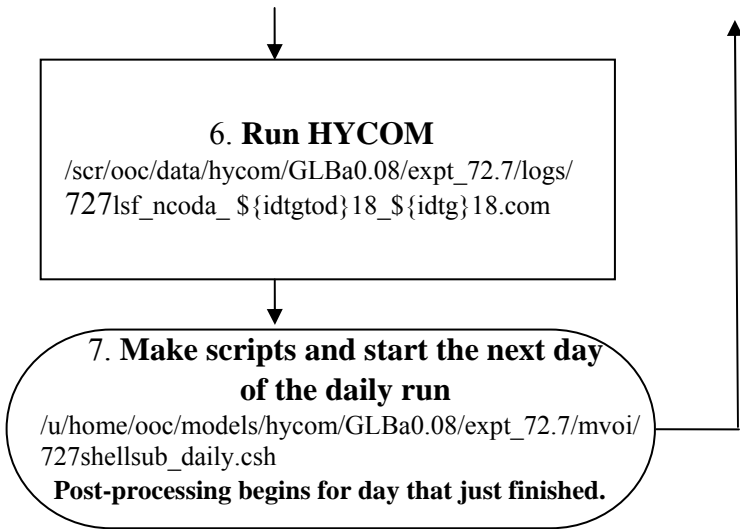 6. Run HYCOM
/scr/ooc/data/hycom/GLBa0.08/expt_72.7/logs/
727lsf_ncoda_ ${idtgtod}18_${idtg}18.com
7. Make scripts and start the next day
of the daily run
/u/home/ooc/models/hycom/GLBa0.08/expt_72.7/mvoi/
727shellsub_daily.csh
Post-processing begins for day that just finished.